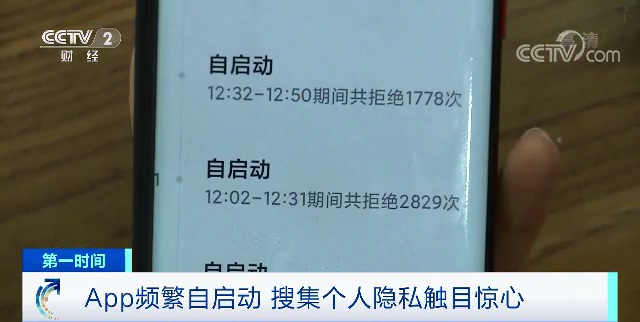 CCTV 2
财经
高清
CCTV.com
自启动
12:32-12:50期间共拒绝1778次
自启动
12:02-12:31期间共拒绝2829次
1
自启动
第一时间
App频繁自启动 搜集个人隐私触目惊心